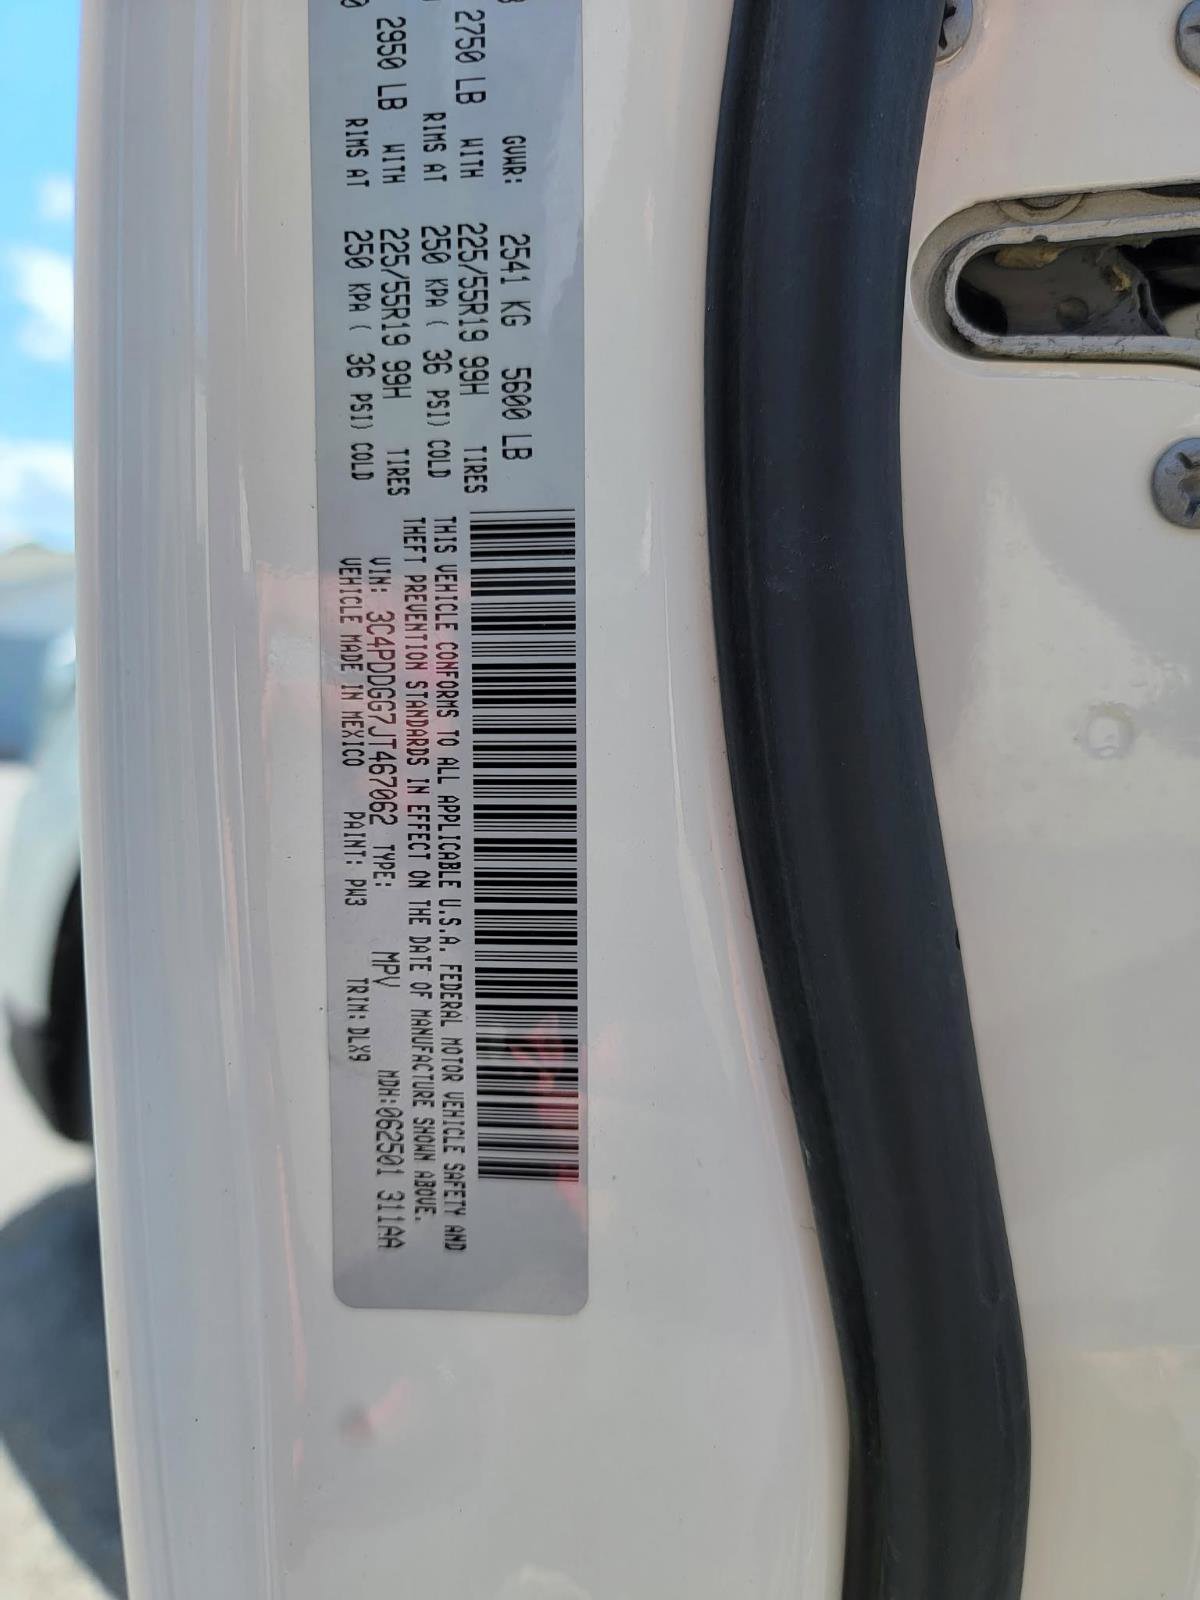 GVWR: 2541 KG 5600 LB
2750 LB WITH 225/55R19 99H TIRES
RIMS AT 250 KPA ( 36 PSI) COLD
2950 LB WITH 225/55R19 99H TIRES
RIMS AT 250 KPA ( 36 PSI) COLD
THIS VEHICLE CONFORMS TO ALL APPLICABLE U.S.A. FEDERAL MOTOR VEHICLE SAFETY AND
THEFT PREVENTION STANDARDS IN EFFECT ON THE DATE OF MANUFACTURE SHOWN ABOVE.
VIN: 3C4PDDGG7JT467062 TYPE: MPV MDH:062501 311AA
VEHICLE MADE IN MEXICO PAINT: PW3 TRIM: DLX9